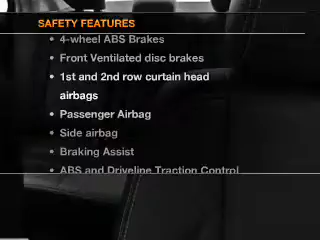 SAFETY FEATURES
• 4-wheel ABS Brakes
• Front Ventilated disc brakes
• 1st and 2nd row curtain head
airbags
• Passenger Airbag
• Side airbag
• Braking Assist
• ABS and Driveline Traction Control